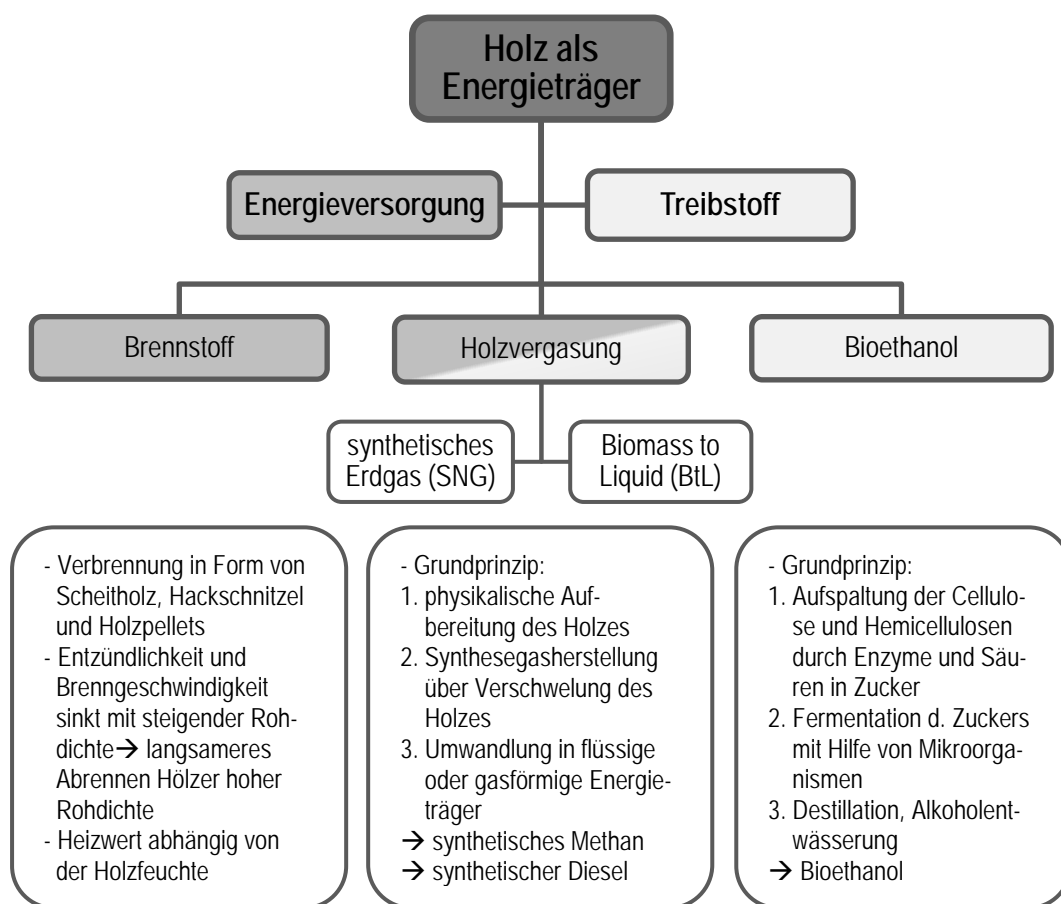 Holz als
Energieträger
Energieversorgung
Treibstoff
Brennstoff
Holzvergasung
Bioethanol
synthetisches
Erdgas (SNG)
Biomass to
Liquid (BtL)
- Verbrennung in Form von
Scheitholz, Hackschnitzel
und Holzpellets
- Entzündlichkeit und
Brenngeschwindigkeit
sinkt mit steigender Roh-
dichte→ langsameres
Abrennen Hölzer hoher
Rohdichte
- Heizwert abhängig von
der Holzfeuchte
- Grundprinzip:
1. physikalische Auf-
bereitung des Holzes
2. Synthesegasherstellung
über Verschwelung des
Holzes
3. Umwandlung in flüssige
oder gasförmige Energie-
träger
→ synthetisches Methan
→ synthetischer Diesel
- Grundprinzip:
1. Aufspaltung der Cellulo-
se und Hemicellulosen
durch Enzyme und Säu-
ren in Zucker
2. Fermentation d. Zuckers
mit Hilfe von Mikroorga-
nismen
3. Destillation, Alkoholent-
wässerung
→ Bioethanol